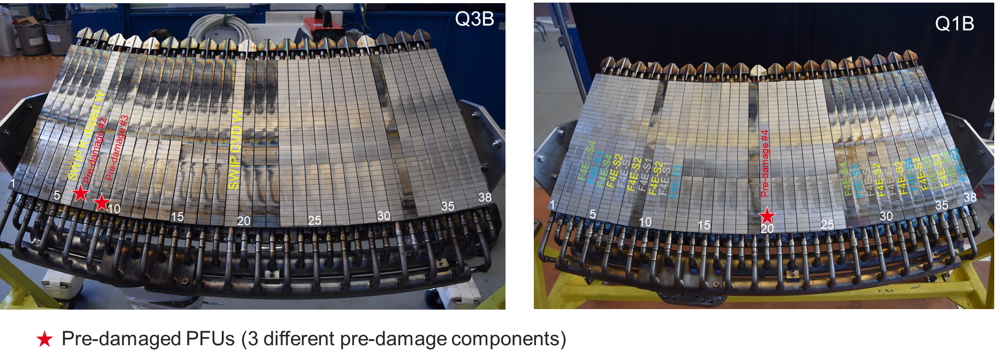 Q3B
SWIP K-doped W
Pre-damage #2
Pre-damage #3
SWIP CVD W
1
5
10
15
20
25
30
35
38
Q1B
F4E - S4
F4E-S3
F4E-S4
F4E-S2
F4E-S1
F4E-S2
F4E-S1
F4E-S2
F4E-S1
F4E-S3
Pre-damage #4
F4E-S4
F4E-S3
F4E-S1
F4E-S2
F4E-S1
F4E-S2
F4E-S4
F4E-S2
F4E-S4
F4E-S2
F4E-S4
F4E-S3
1
5
10
15
20
25
30
35
38
Pre-damaged PFUs (3 different pre-damage components)